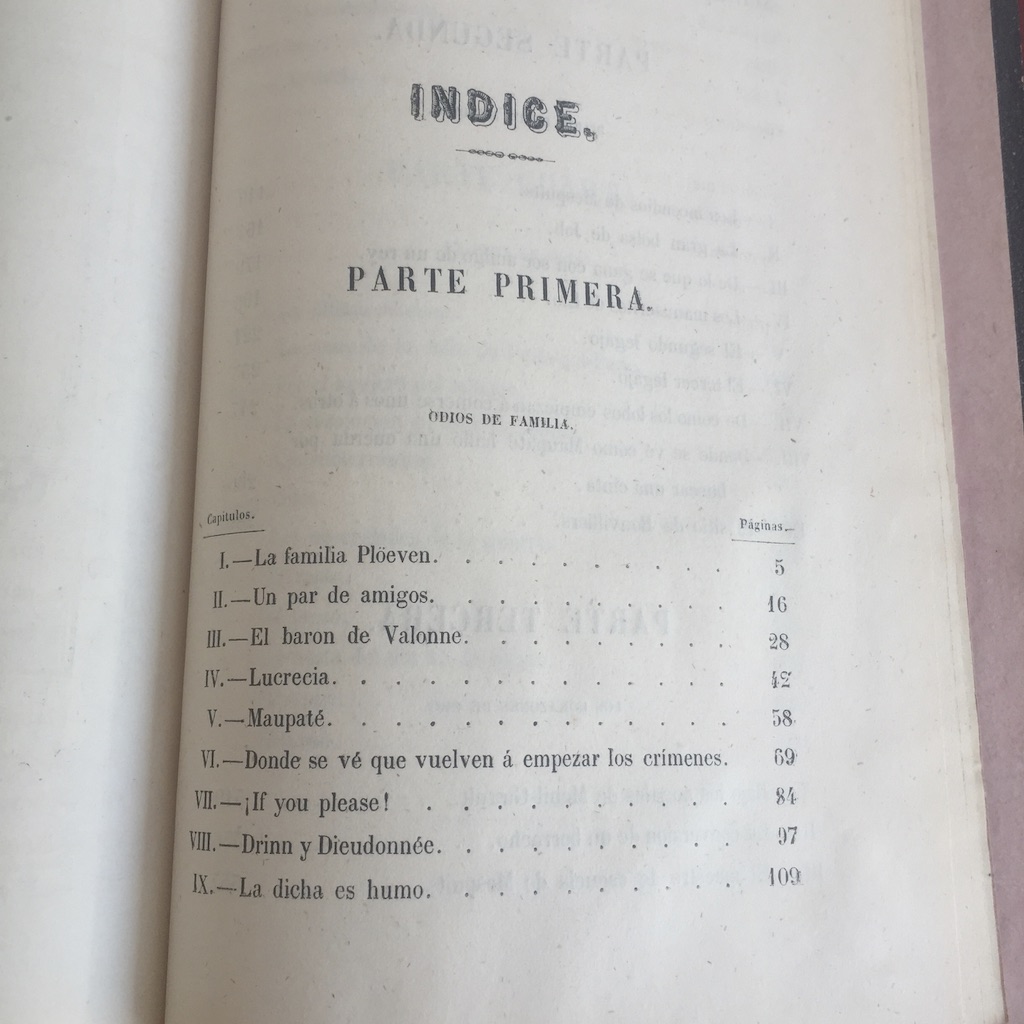 INDICE.
PARTE PRIMERA.
ODIOS DE FAMILIA.
Capitulos. Páginas.
I.—La familia Plöeven. . . . . . . . . 5
II.—Un par de amigos. . . . . . . . . 16
III.—El baron de Valonne. . . . . . . . 28
IV.—Lucrecia. . . . . . . . . . . . 42
V.—Maupaté. . . . . . . . . . . . 58
VI.—Donde se vé que vuelven á empezar los crímenes. 69
VII.—¡If you please! . . . . . . . . . 84
VIII.—Drinn y Dieudonnée. . . . . . . . . 97
IX.—La dicha es humo. . . . . . . . . 109